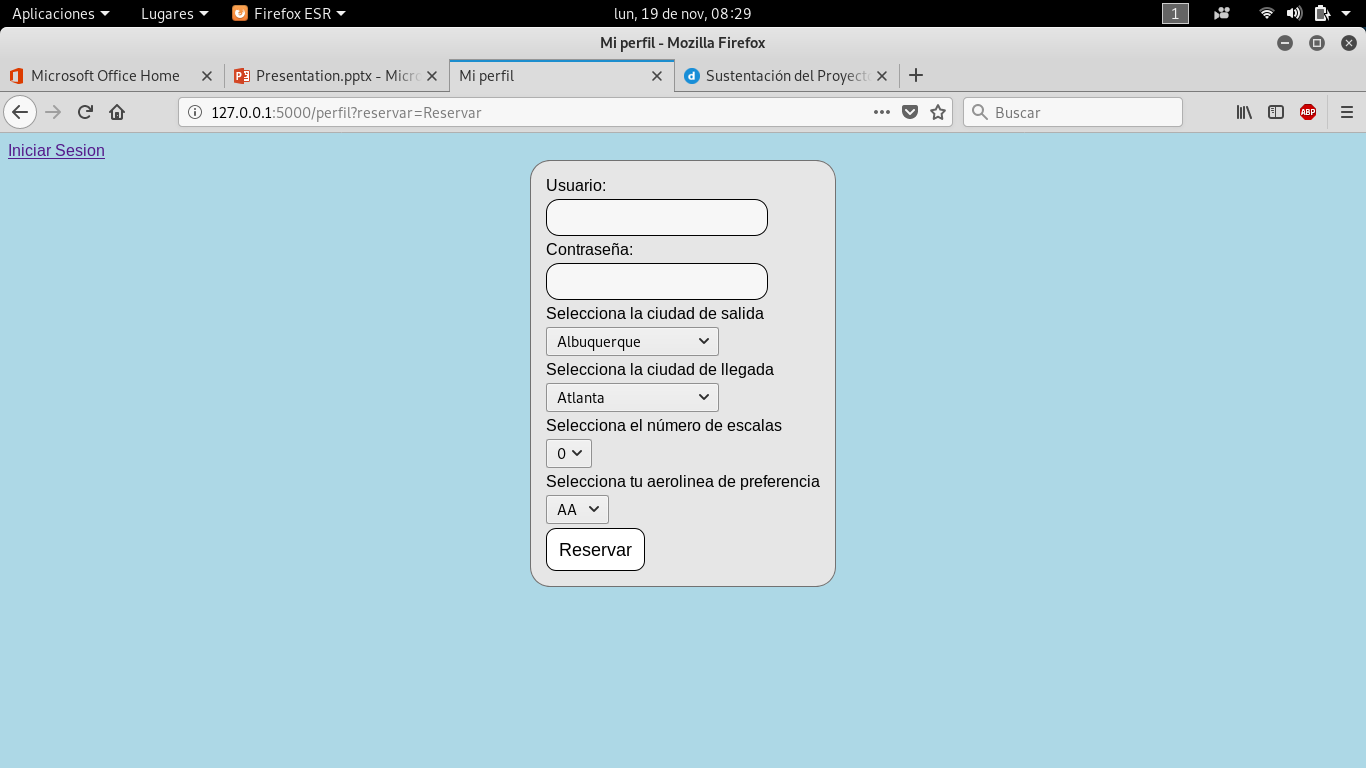 Aplicaciones Lugares Firefox ESR lun, 19 de nov, 08:29 1
Mi perfil - Mozilla Firefox
Microsoft Office Home Presentation.pptx - Micro Mi perfil Sustentación del Proyecto
127.0.0.1:5000/perfil?reservar=Reservar Buscar ABP
Iniciar Sesion
Usuario:
Contraseña:
Selecciona la ciudad de salida
Albuquerque
Selecciona la ciudad de llegada
Atlanta
Selecciona el número de escalas
0
Selecciona tu aerolinea de preferencia
AA
Reservar